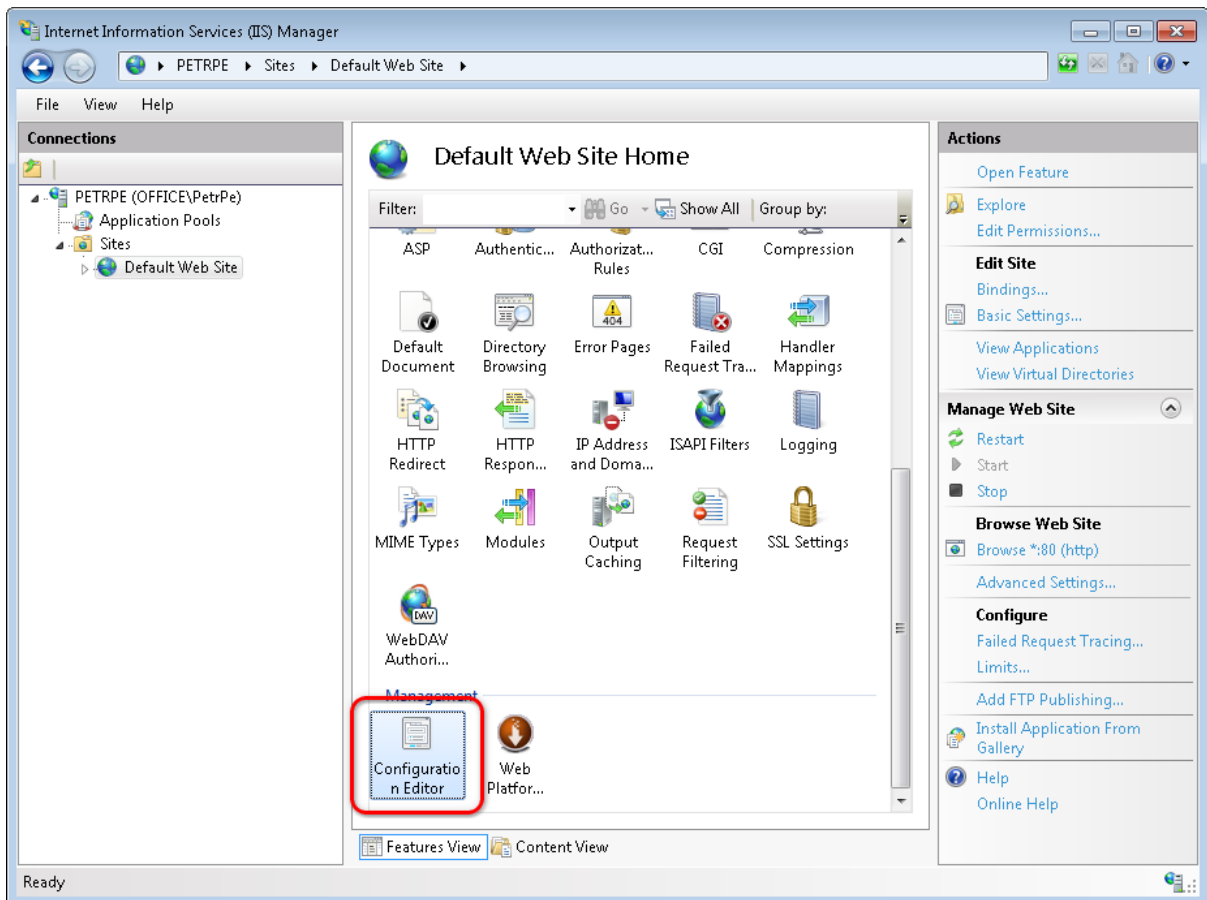 Internet Information Services (IIS) Manager
PETRPE Sites Default Web Site
File View Help
Connections
PETRPE (OFFICE\PetrPe)
Application Pools
Sites
Default Web Site
Default Web Site Home
Filter: Go Show All Group by:
ASP Authentic... Authorizat... CGI Compression
Rules
404
Default Directory Error Pages Failed Handler
Document Browsing Request Tra... Mappings
HTTP HTTP IP Address ISAPI Filters Logging
Redirect Respon... and Doma...
MIME Types Modules Output Request SSL Settings
Caching Filtering
DAV
WebDAV
Authori...
Management
Configuratio Web
n Editor Platfor...
Features View Content View
Actions
Open Feature
Explore
Edit Permissions...
Edit Site
Bindings...
Basic Settings...
View Applications
View Virtual Directories
Manage Web Site
Restart
Start
Stop
Browse Web Site
Browse *:80 (http)
Advanced Settings...
Configure
Failed Request Tracing...
Limits...
Add FTP Publishing...
Install Application From
Gallery
Help
Online Help
Ready